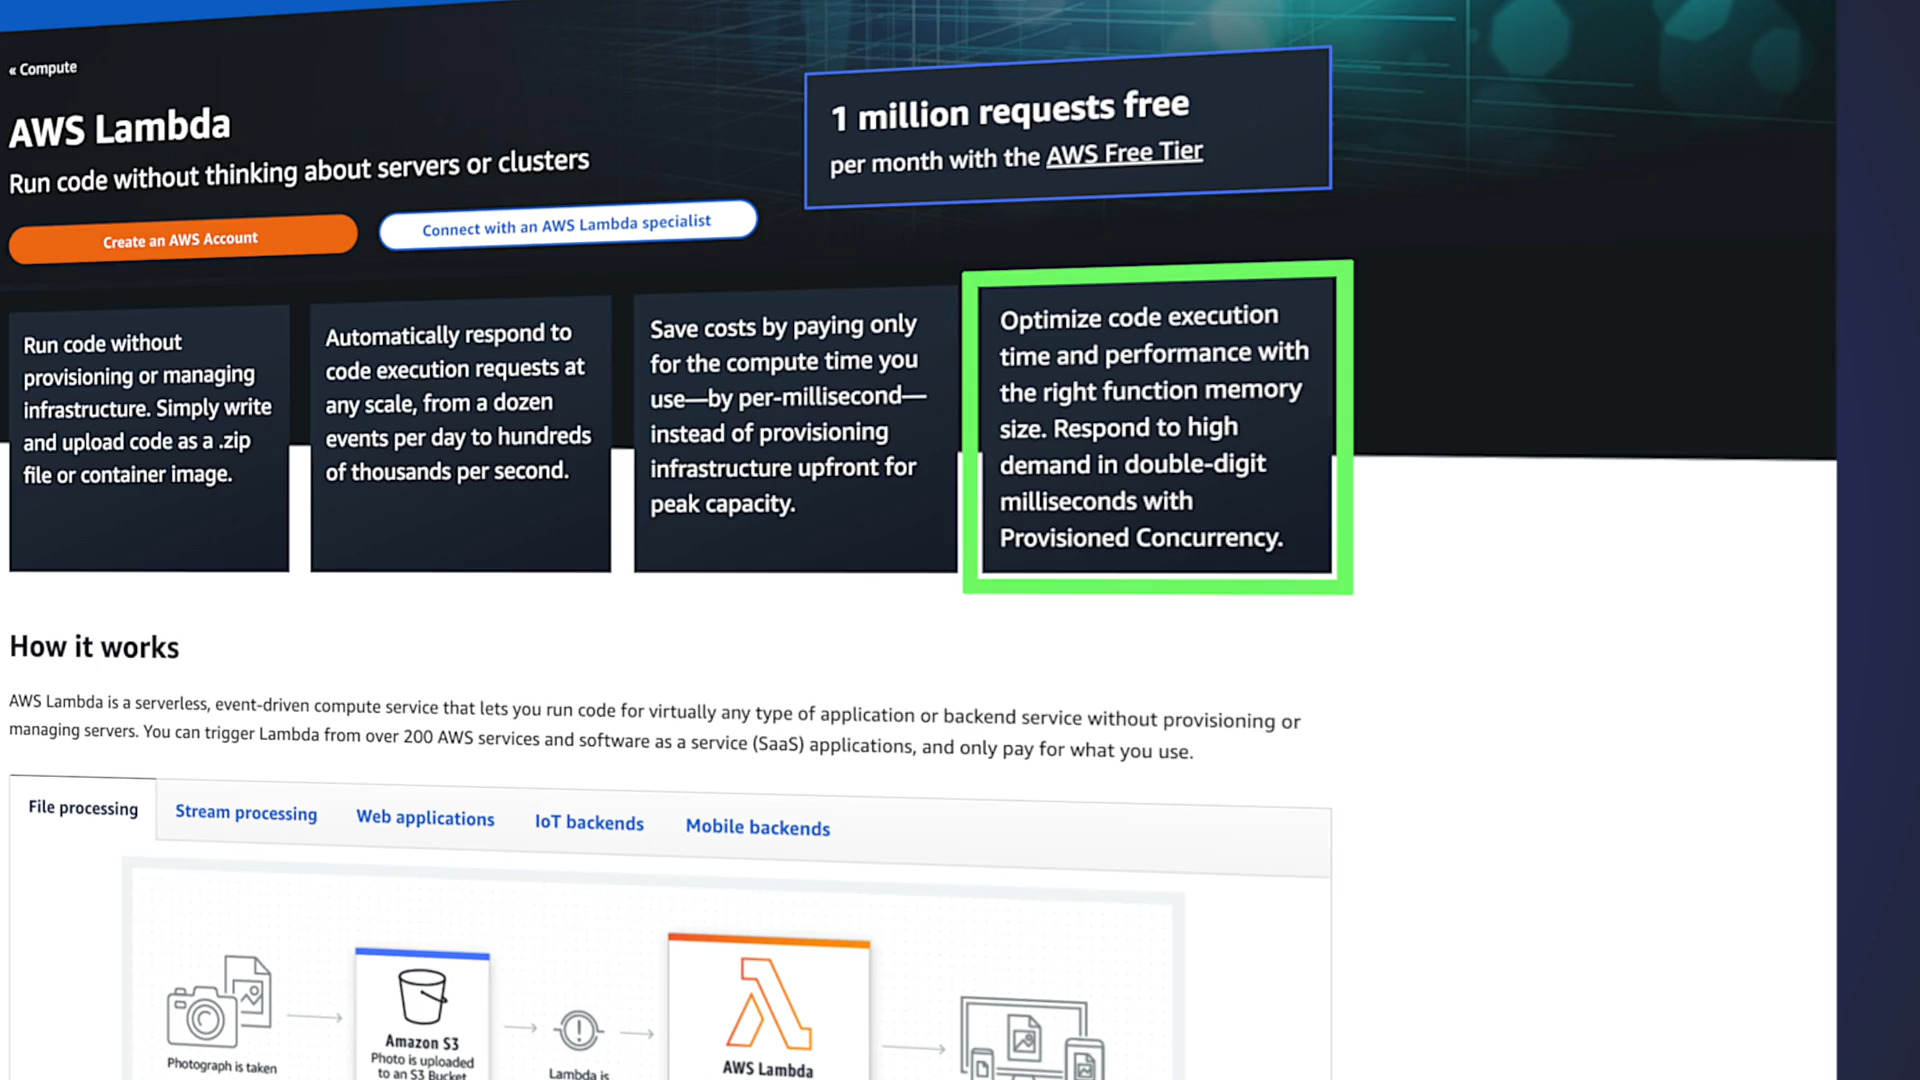 « Compute
AWS Lambda
Run code without thinking about servers or clusters
Create an AWS Account
Connect with an AWS Lambda specialist
1 million requests free
per month with the AWS Free Tier
Run code without
provisioning or managing
infrastructure. Simply write
and upload code as a .zip
file or container image.
Automatically respond to
code execution requests at
any scale, from a dozen
events per day to hundreds
of thousands per second.
Save costs by paying only
for the compute time you
use—by per-millisecond—
instead of provisioning
infrastructure upfront for
peak capacity.
Optimize code execution
time and performance with
the right function memory
size. Respond to high
demand in double-digit
milliseconds with
Provisioned Concurrency.
How it works
AWS Lambda is a serverless, event-driven compute service that lets you run code for virtually any type of application or backend service without provisioning or
managing servers. You can trigger Lambda from over 200 AWS services and software as a service (SaaS) applications, and only pay for what you use.
File processing
Stream processing
Web applications
IoT backends
Mobile backends
Photograph is taken
Amazon S3
Photo is uploaded
to an S3 Bucket
Lambda is
AWS Lambda